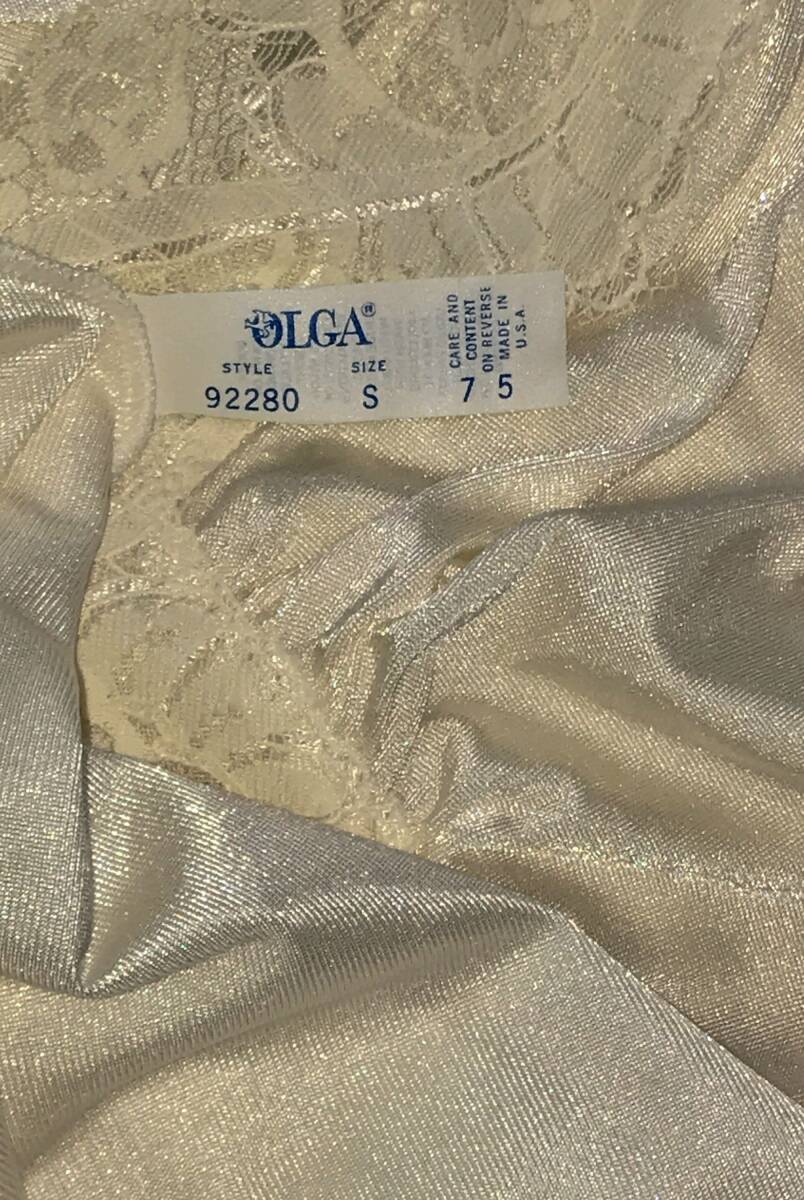 OLGA®
STYLE SIZE
92280 S 7 5
CARE AND
CONTENT
ON REVERSE
MADE IN
U.S.A.